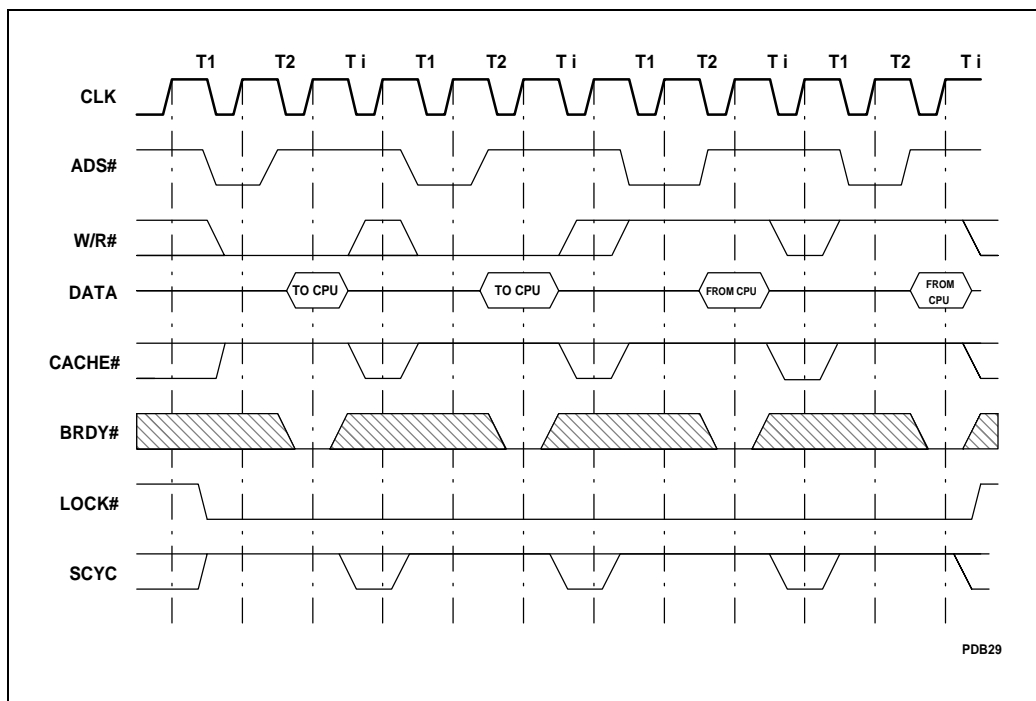 T1 T2 T i T1 T2 T i T1 T2 T i T1 T2 T i
CLK
ADS#
W/R#
DATA TO CPU TO CPU FROM CPU FROM CPU
CACHE#
BRDY#
LOCK#
SCYC
PDB29